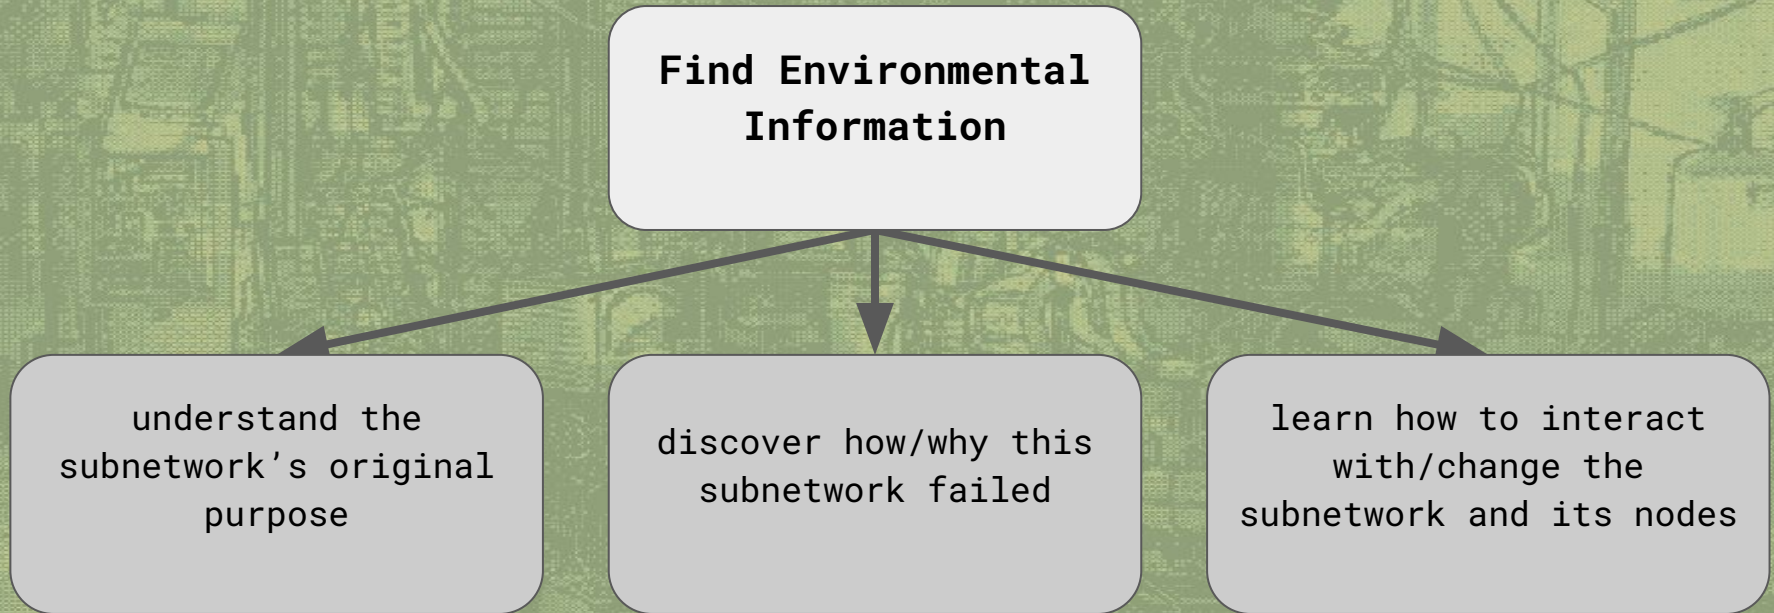 Find Environmental
Information
understand the
subnetwork’s original
purpose
discover how/why this
subnetwork failed
learn how to interact
with/change the
subnetwork and its nodes